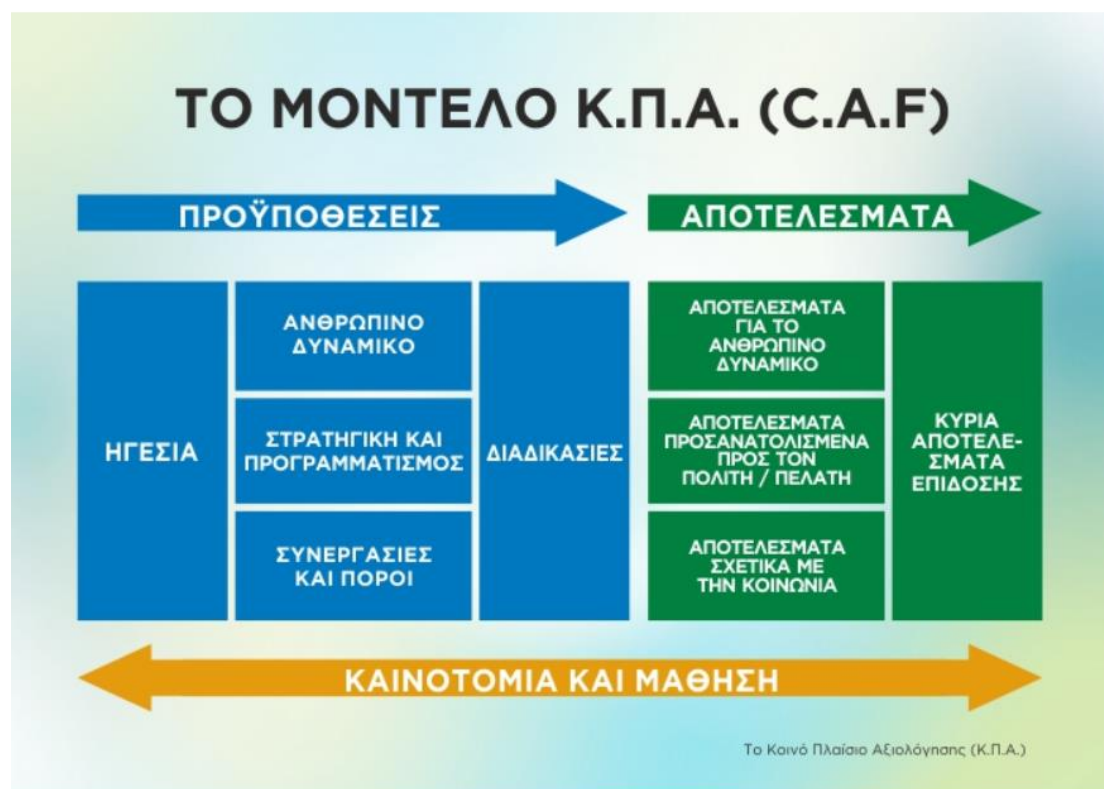 ΤΟ ΜΟΝΤΕΛΟ Κ.Π.Α. (C.A.F)
ΠΡΟΫΠΟΘΕΣΕΙΣ
ΑΠΟΤΕΛΕΣΜΑΤΑ
ΗΓΕΣΙΑ
ΑΝΘΡΩΠΙΝΟ
ΔΥΝΑΜΙΚΟ
ΣΤΡΑΤΗΓΙΚΗ ΚΑΙ
ΠΡΟΓΡΑΜΜΑΤΙΣΜΟΣ
ΣΥΝΕΡΓΑΣΙΕΣ
ΚΑΙ ΠΟΡΟΙ
ΔΙΑΔΙΚΑΣΙΕΣ
ΑΠΟΤΕΛΕΣΜΑΤΑ
ΓΙΑ ΤΟ
ΑΝΘΡΩΠΙΝΟ
ΔΥΝΑΜΙΚΟ
ΑΠΟΤΕΛΕΣΜΑΤΑ
ΠΡΟΣΑΝΑΤΟΛΙΣΜΕΝΑ
ΠΡΟΣ ΤΟΝ
ΠΟΛΙΤΗ / ΠΕΛΑΤΗ
ΑΠΟΤΕΛΕΣΜΑΤΑ
ΣΧΕΤΙΚΑ ΜΕ
ΤΗΝ ΚΟΙΝΩΝΙΑ
ΚΥΡΙΑ
ΑΠΟΤΕΛΕ-
ΣΜΑΤΑ
ΕΠΙΔΟΣΗΣ
ΚΑΙΝΟΤΟΜΙΑ ΚΑΙ ΜΑΘΗΣΗ
Το Κοινό Πλαίσιο Αξιολόγησης (Κ.Π.Α.)